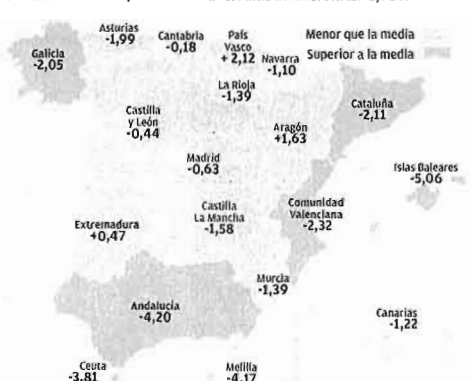 Asturias
-1,99
Cantabria
-0,18
País
Vasco
+2,12
Navarra
-1,10
Menor que la media
Superior a la media
Galicia
-2,05
La Rioja
-1,39
Castilla
y León
-0,44
Aragón
+1,63
Cataluña
-2,11
Madrid
-0,63
Islas Baleares
-5,06
Castilla
La Mancha
-1,58
Comunidad
Valenciana
-2,32
Extremadura
+0,47
Murcia
-1,39
Andalucía
-4,20
Canarias
-1,22
Ceuta
-3,81
Melilla
-4,17